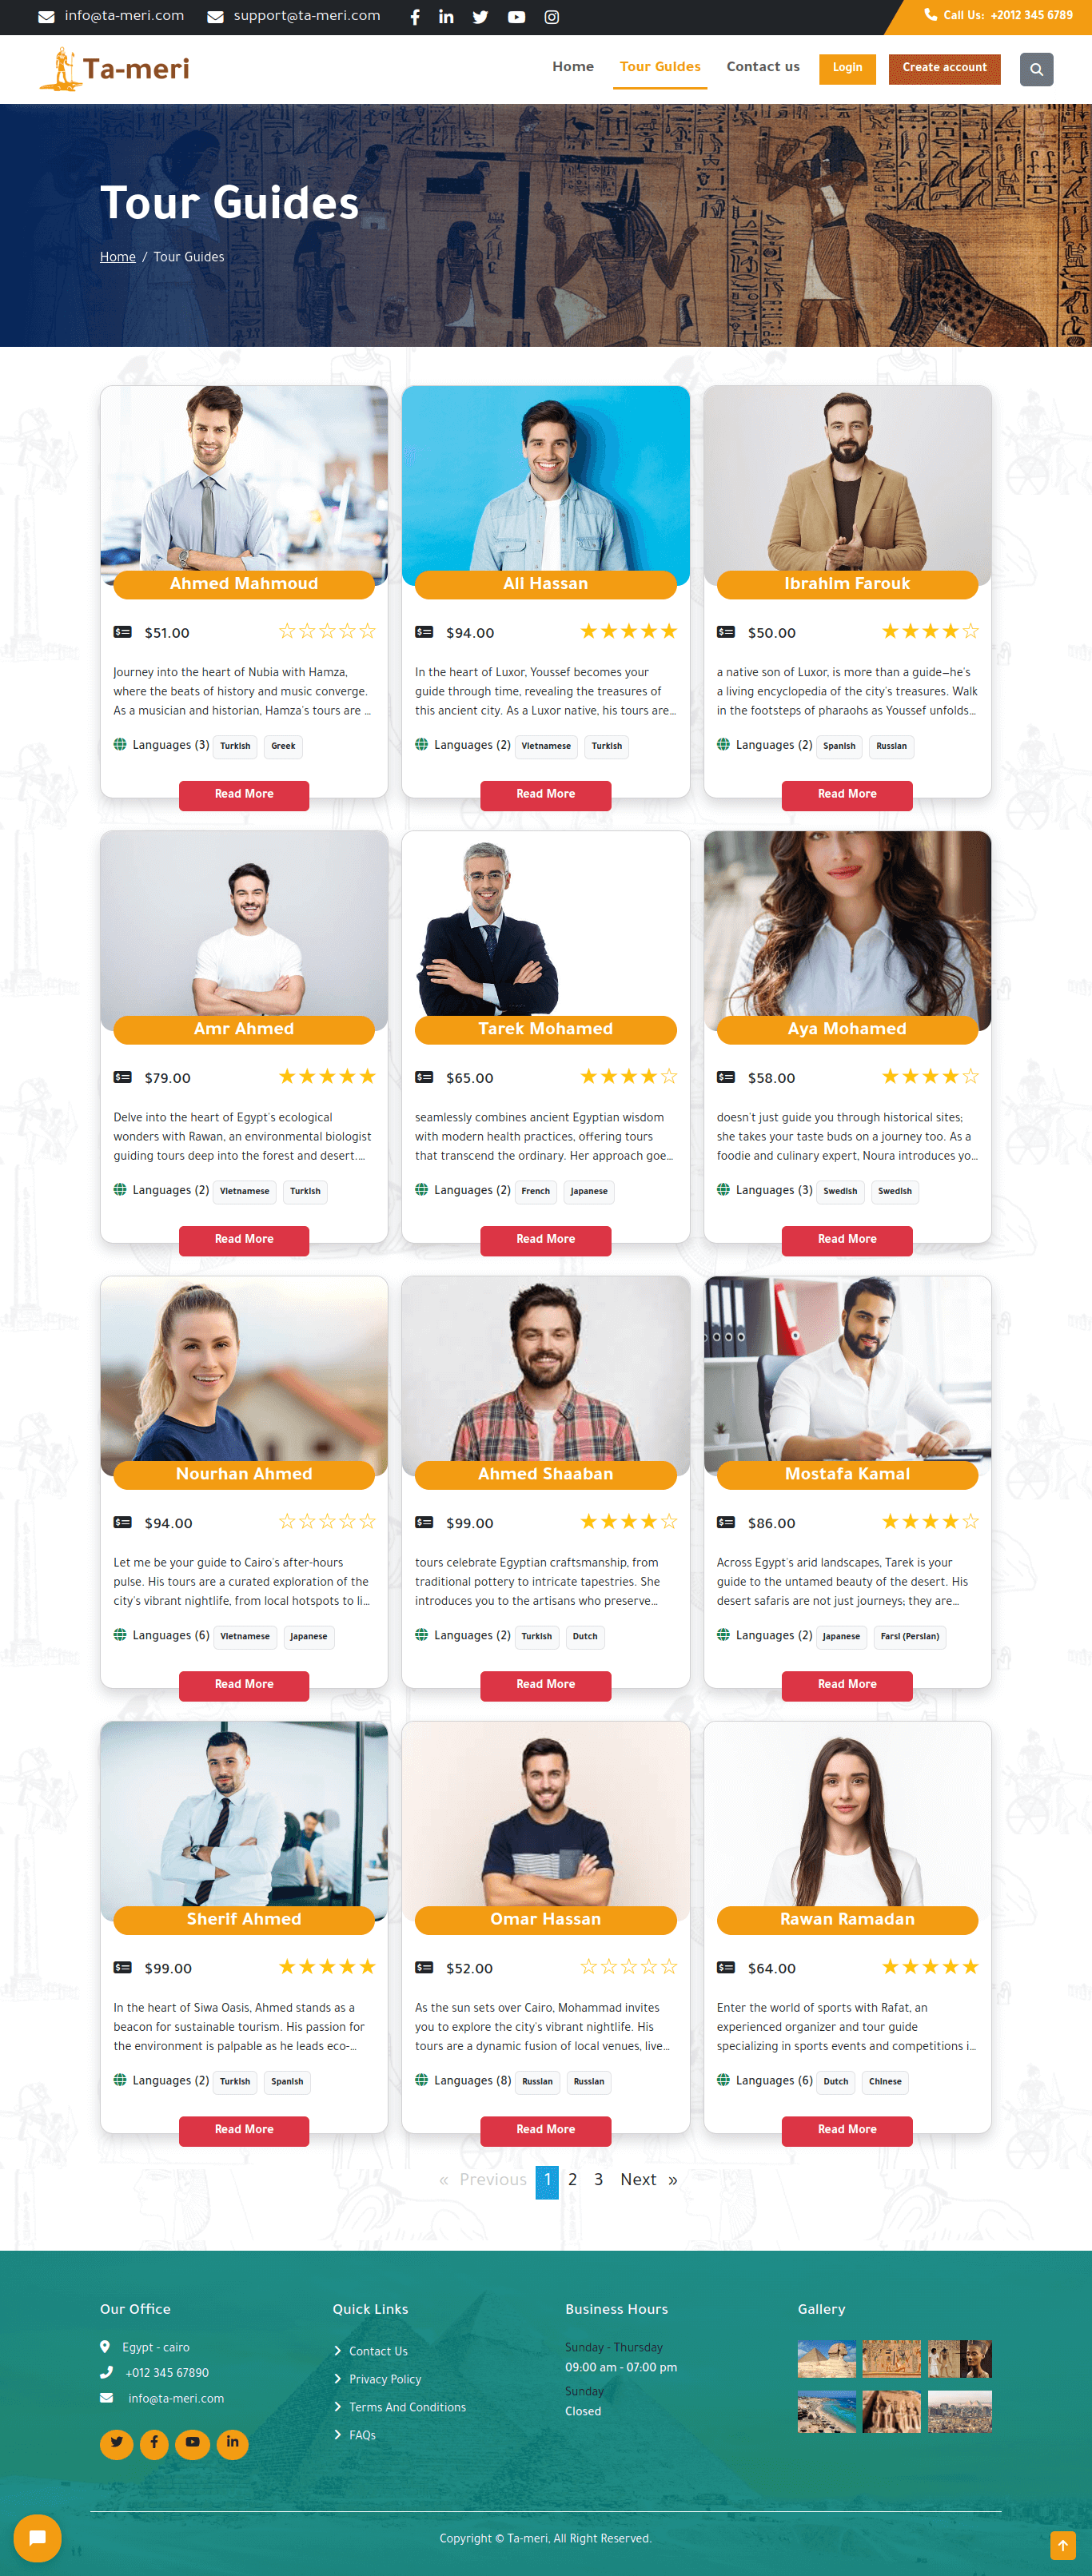 info@ta-meri.com support@ta-meri.com Call Us: +2012 345 6789
Ta-meri Home Tour Guides Contact us Login Create account
Tour Guides
Home / Tour Guides
Ahmed Mahmoud
$51.00
Journey into the heart of Nubia with Hamza,
where the beats of history and music converge.
As a musician and historian, Hamza's tours are ...
Languages (3) Turkish Greek
Read More
Ali Hassan
$94.00
In the heart of Luxor, Youssef becomes your
guide through time, revealing the treasures of
this ancient city. As a Luxor native, his tours are...
Languages (2) Vietnamese Turkish
Read More
Ibrahim Farouk
$50.00
a native son of Luxor, is more than a guide—he's
a living encyclopedia of the city's treasures. Walk
in the footsteps of pharaohs as Youssef unfolds...
Languages (2) Spanish Russian
Read More
Amr Ahmed
$79.00
Delve into the heart of Egypt's ecological
wonders with Rawan, an environmental biologist
guiding tours deep into the forest and desert....
Languages (2) Vietnamese Turkish
Read More
Tarek Mohamed
$65.00
seamlessly combines ancient Egyptian wisdom
with modern health practices, offering tours
that transcend the ordinary. Her approach goe...
Languages (2) French Japanese
Read More
Aya Mohamed
$58.00
doesn't just guide you through historical sites;
she takes your taste buds on a journey too. As a
foodie and culinary expert, Noura introduces yo...
Languages (3) Swedish Swedish
Read More
Nourhan Ahmed
$94.00
Let me be your guide to Cairo's after-hours
pulse. His tours are a curated exploration of the
city's vibrant nightlife, from local hotspots to li...
Languages (6) Vietnamese Japanese
Read More
Ahmed Shaaban
$99.00
tours celebrate Egyptian craftsmanship, from
traditional pottery to intricate tapestries. She
introduces you to the artisans who preserve...
Languages (2) Turkish Dutch
Read More
Mostafa Kamal
$86.00
Across Egypt's arid landscapes, Tarek is your
guide to the untamed beauty of the desert. His
desert safaris are not just journeys; they are...
Languages (2) Japanese Farsi (Persian)
Read More
Sherif Ahmed
$99.00
In the heart of Siwa Oasis, Ahmed stands as a
beacon for sustainable tourism. His passion for
the environment is palpable as he leads eco-...
Languages (2) Turkish Spanish
Read More
Omar Hassan
$52.00
As the sun sets over Cairo, Mohammad invites
you to explore the city's vibrant nightlife. His
tours are a dynamic fusion of local venues, live...
Languages (8) Russian Russian
Read More
Rawan Ramadan
$64.00
Enter the world of sports with Rafat, an
experienced organizer and tour guide
specializing in sports events and competitions i...
Languages (6) Dutch Chinese
Read More
« Previous 1 2 3 Next »
Our Office
Egypt - cairo
+012 345 67890
info@ta-meri.com
Quick Links
Contact Us
Privacy Policy
Terms And Conditions
FAQs
Business Hours
Sunday - Thursday
09:00 am - 07:00 pm
Sunday
Closed
Gallery
Copyright © Ta-meri, All Right Reserved.